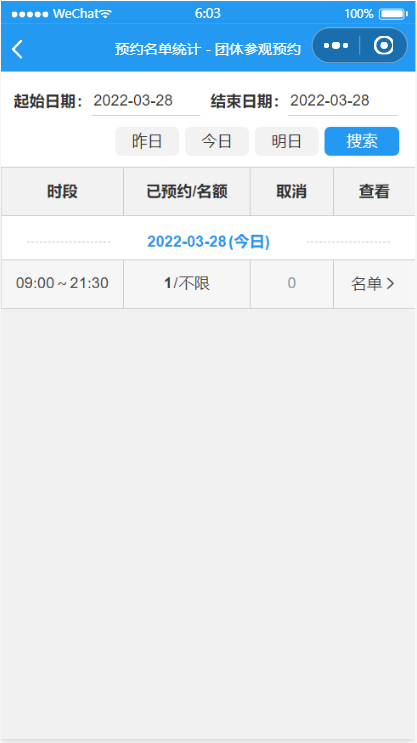 WeChat 6:03 100%
预约名单统计 - 团体参观预约
起始日期: 2022-03-28 结束日期: 2022-03-28
昨日 今日 明日 搜索
时段 已预约/名额 取消 查看
2022-03-28(今日)
09:00~21:30 1/不限 0 名单